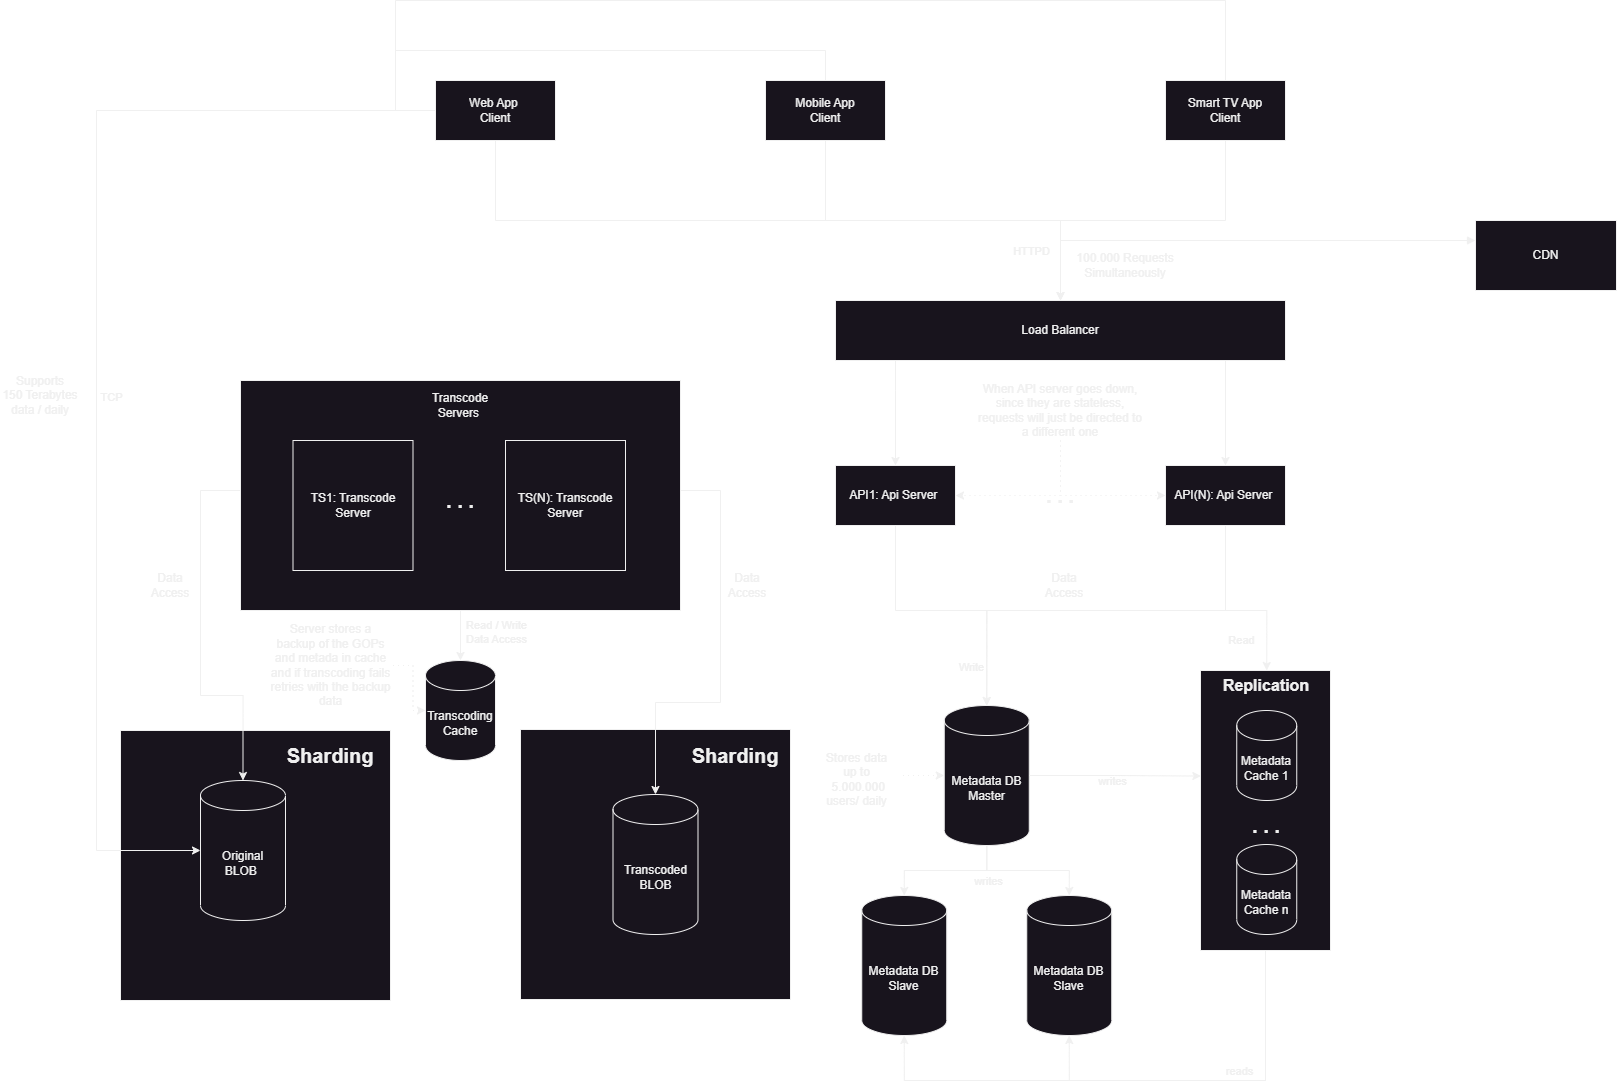 Web App
Client
Mobile App
Client
Smart TV App
Client
HTTPD
100.000 Requests
Simultaneously
CDN
Load Balancer
Supports
150 Terabytes
data / daily
TCP
Transcode
Servers
TS1: Transcode
Server
. . .
TS(N): Transcode
Server
When API server goes down,
since they are stateless,
requests will just be directed to
a different one
API1: Api Server
. . .
API(N): Api Server
Data
Access
Data
Access
Data
Access
Read / Write
Data Access
Server stores a
backup of the GOPs
and metada in cache
and if transcoding fails
retries with the backup
data
Transcoding
Cache
Write
Read
Replication
Metadata
Cache 1
. . .
Metadata
Cache n
Sharding
Original
BLOB
Sharding
Transcoded
BLOB
Stores data
up to
5.000.000
users/ daily
Metadata DB
Master
writes
writes
Metadata DB
Slave
Metadata DB
Slave
reads